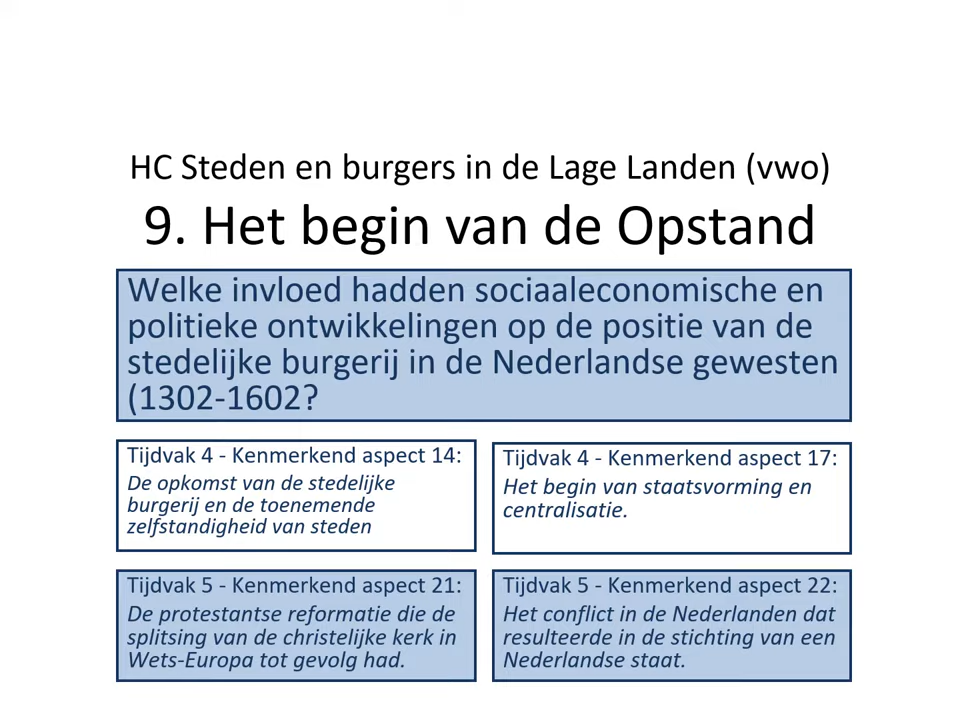 HC Steden en burgers in de Lage Landen (vwo)
9. Het begin van de Opstand
Welke invloed hadden sociaaleconomische en
politieke ontwikkelingen op de positie van de
stedelijke burgerij in de Nederlandse gewesten
(1302-1602?
Tijdvak 4 - Kenmerkend aspect 14:
De opkomst van de stedelijke
burgerij en de toenemende
zelfstandigheid van steden
Tijdvak 4 - Kenmerkend aspect 17:
Het begin van staatsvorming en
centralisatie.
Tijdvak 5 - Kenmerkend aspect 21:
De protestantse reformatie die de
splitsing van de christelijke kerk in
Wets-Europa tot gevolg had.
Tijdvak 5 - Kenmerkend aspect 22:
Het conflict in de Nederlanden dat
resulteerde in de stichting van een
Nederlandse staat.